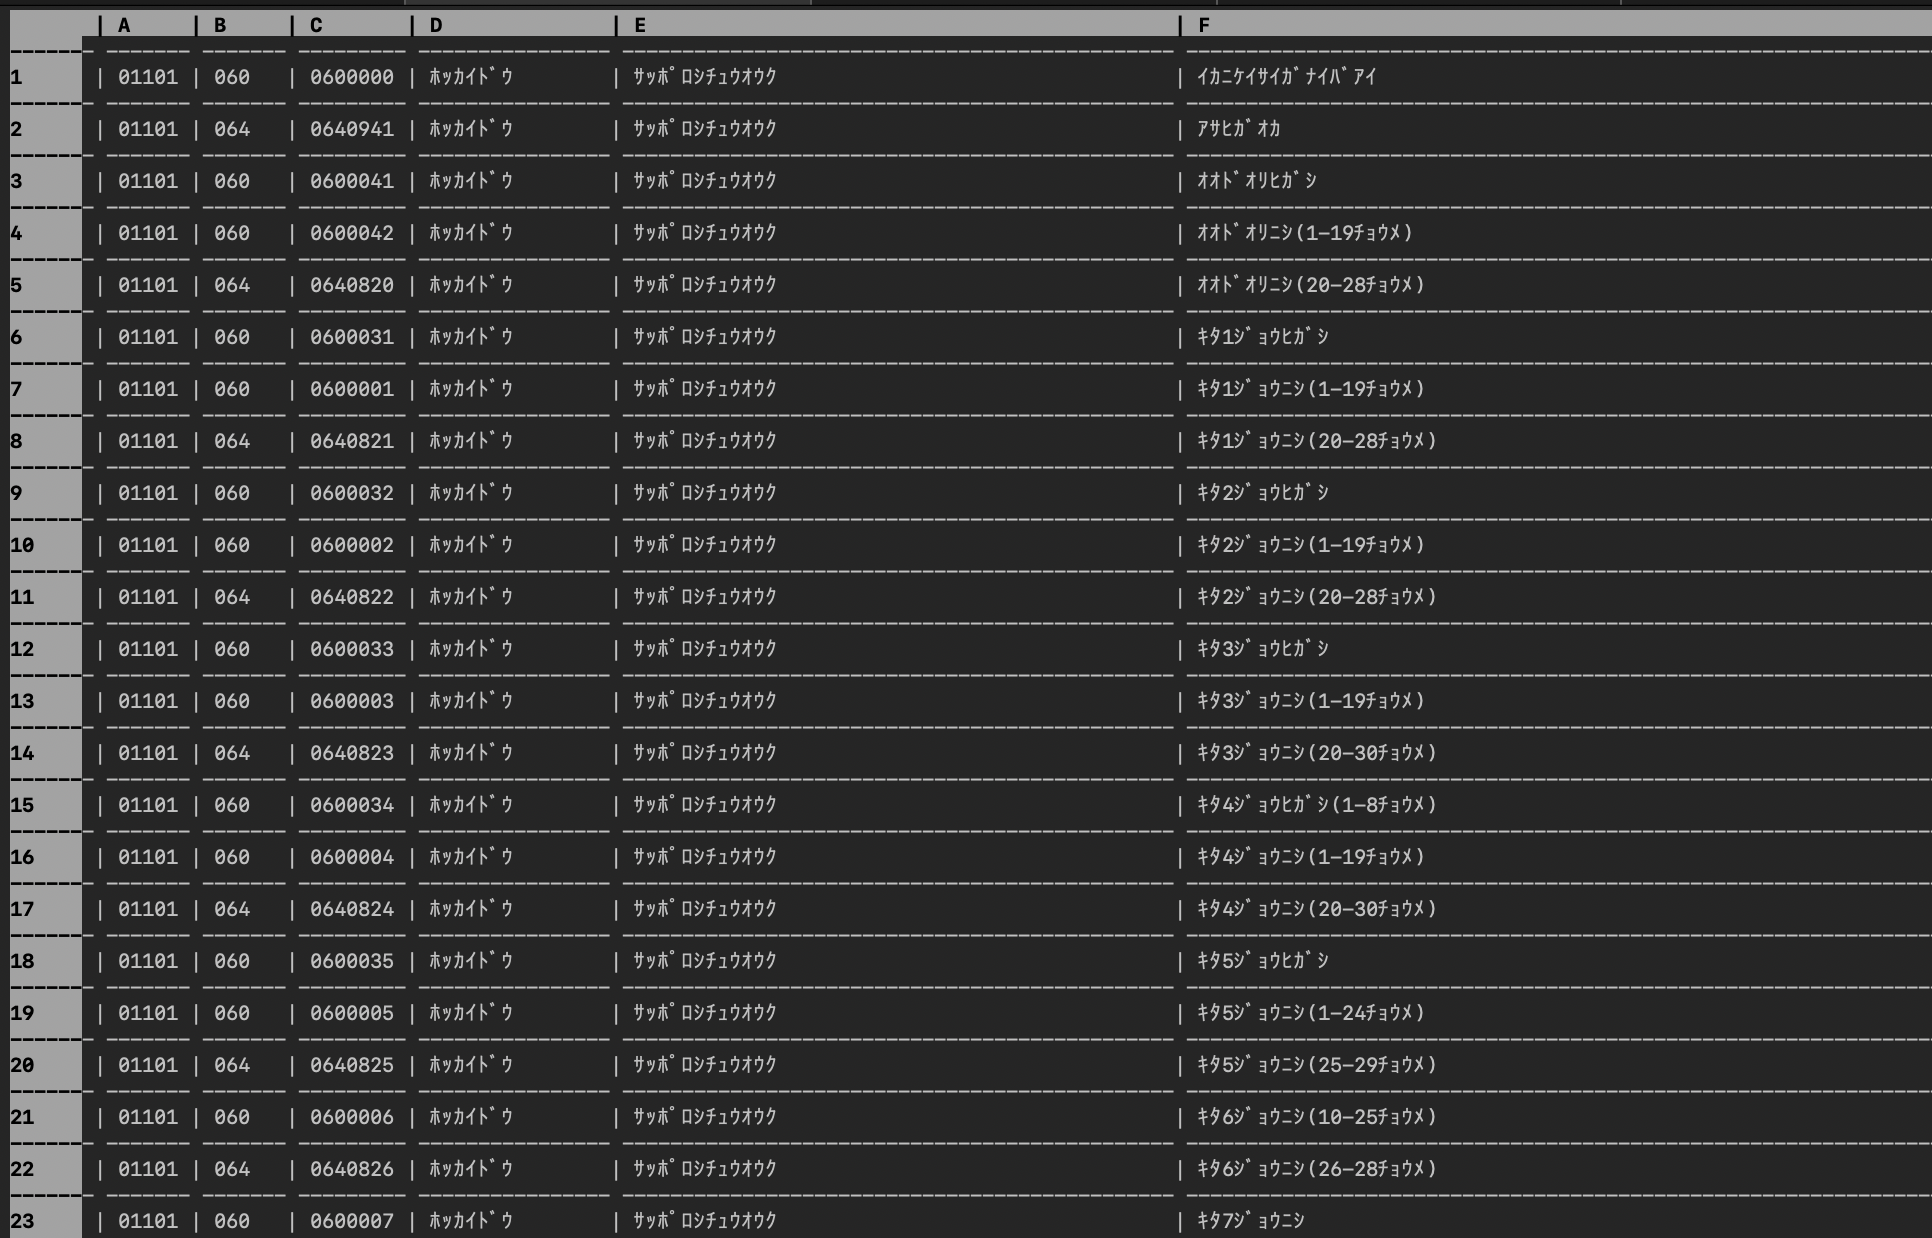 | A | B | C | D | E | F
1 | 01101 | 060 | 0600000 | ﾎｯｶｲﾄﾞｳ | ｻｯﾎﾟﾛｼﾁｭｳｵｳｸ | ｲｶﾆｹｲｻｲｶﾞﾅｲﾊﾞｱｲ
2 | 01101 | 064 | 0640941 | ﾎｯｶｲﾄﾞｳ | ｻｯﾎﾟﾛｼﾁｭｳｵｳｸ | ｱｻﾋｶﾞｵｶ
3 | 01101 | 060 | 0600041 | ﾎｯｶｲﾄﾞｳ | ｻｯﾎﾟﾛｼﾁｭｳｵｳｸ | ｵｵﾄﾞｵﾘﾋｶﾞｼ
4 | 01101 | 060 | 0600042 | ﾎｯｶｲﾄﾞｳ | ｻｯﾎﾟﾛｼﾁｭｳｵｳｸ | ｵｵﾄﾞｵﾘﾆｼ(1-19ﾁｮｳﾒ)
5 | 01101 | 064 | 0640820 | ﾎｯｶｲﾄﾞｳ | ｻｯﾎﾟﾛｼﾁｭｳｵｳｸ | ｵｵﾄﾞｵﾘﾆｼ(20-28ﾁｮｳﾒ)
6 | 01101 | 060 | 0600031 | ﾎｯｶｲﾄﾞｳ | ｻｯﾎﾟﾛｼﾁｭｳｵｳｸ | ｷﾀ1ｼﾞｮｳﾋｶﾞｼ
7 | 01101 | 060 | 0600001 | ﾎｯｶｲﾄﾞｳ | ｻｯﾎﾟﾛｼﾁｭｳｵｳｸ | ｷﾀ1ｼﾞｮｳﾆｼ(1-19ﾁｮｳﾒ)
8 | 01101 | 064 | 0640821 | ﾎｯｶｲﾄﾞｳ | ｻｯﾎﾟﾛｼﾁｭｳｵｳｸ | ｷﾀ1ｼﾞｮｳﾆｼ(20-28ﾁｮｳﾒ)
9 | 01101 | 060 | 0600032 | ﾎｯｶｲﾄﾞｳ | ｻｯﾎﾟﾛｼﾁｭｳｵｳｸ | ｷﾀ2ｼﾞｮｳﾋｶﾞｼ
10 | 01101 | 060 | 0600002 | ﾎｯｶｲﾄﾞｳ | ｻｯﾎﾟﾛｼﾁｭｳｵｳｸ | ｷﾀ2ｼﾞｮｳﾆｼ(1-19ﾁｮｳﾒ)
11 | 01101 | 064 | 0640822 | ﾎｯｶｲﾄﾞｳ | ｻｯﾎﾟﾛｼﾁｭｳｵｳｸ | ｷﾀ2ｼﾞｮｳﾆｼ(20-28ﾁｮｳﾒ)
12 | 01101 | 060 | 0600033 | ﾎｯｶｲﾄﾞｳ | ｻｯﾎﾟﾛｼﾁｭｳｵｳｸ | ｷﾀ3ｼﾞｮｳﾋｶﾞｼ
13 | 01101 | 060 | 0600003 | ﾎｯｶｲﾄﾞｳ | ｻｯﾎﾟﾛｼﾁｭｳｵｳｸ | ｷﾀ3ｼﾞｮｳﾆｼ(1-19ﾁｮｳﾒ)
14 | 01101 | 064 | 0640823 | ﾎｯｶｲﾄﾞｳ | ｻｯﾎﾟﾛｼﾁｭｳｵｳｸ | ｷﾀ3ｼﾞｮｳﾆｼ(20-30ﾁｮｳﾒ)
15 | 01101 | 060 | 0600034 | ﾎｯｶｲﾄﾞｳ | ｻｯﾎﾟﾛｼﾁｭｳｵｳｸ | ｷﾀ4ｼﾞｮｳﾋｶﾞｼ(1-8ﾁｮｳﾒ)
16 | 01101 | 060 | 0600004 | ﾎｯｶｲﾄﾞｳ | ｻｯﾎﾟﾛｼﾁｭｳｵｳｸ | ｷﾀ4ｼﾞｮｳﾆｼ(1-19ﾁｮｳﾒ)
17 | 01101 | 064 | 0640824 | ﾎｯｶｲﾄﾞｳ | ｻｯﾎﾟﾛｼﾁｭｳｵｳｸ | ｷﾀ4ｼﾞｮｳﾆｼ(20-30ﾁｮｳﾒ)
18 | 01101 | 060 | 0600035 | ﾎｯｶｲﾄﾞｳ | ｻｯﾎﾟﾛｼﾁｭｳｵｳｸ | ｷﾀ5ｼﾞｮｳﾋｶﾞｼ
19 | 01101 | 060 | 0600005 | ﾎｯｶｲﾄﾞｳ | ｻｯﾎﾟﾛｼﾁｭｳｵｳｸ | ｷﾀ5ｼﾞｮｳﾆｼ(1-24ﾁｮｳﾒ)
20 | 01101 | 064 | 0640825 | ﾎｯｶｲﾄﾞｳ | ｻｯﾎﾟﾛｼﾁｭｳｵｳｸ | ｷﾀ5ｼﾞｮｳﾆｼ(25-29ﾁｮｳﾒ)
21 | 01101 | 060 | 0600006 | ﾎｯｶｲﾄﾞｳ | ｻｯﾎﾟﾛｼﾁｭｳｵｳｸ | ｷﾀ6ｼﾞｮｳﾆｼ(10-25ﾁｮｳﾒ)
22 | 01101 | 064 | 0640826 | ﾎｯｶｲﾄﾞｳ | ｻｯﾎﾟﾛｼﾁｭｳｵｳｸ | ｷﾀ6ｼﾞｮｳﾆｼ(26-28ﾁｮｳﾒ)
23 | 01101 | 060 | 0600007 | ﾎｯｶｲﾄﾞｳ | ｻｯﾎﾟﾛｼﾁｭｳｵｳｸ | ｷﾀ7ｼﾞｮｳﾆｼ